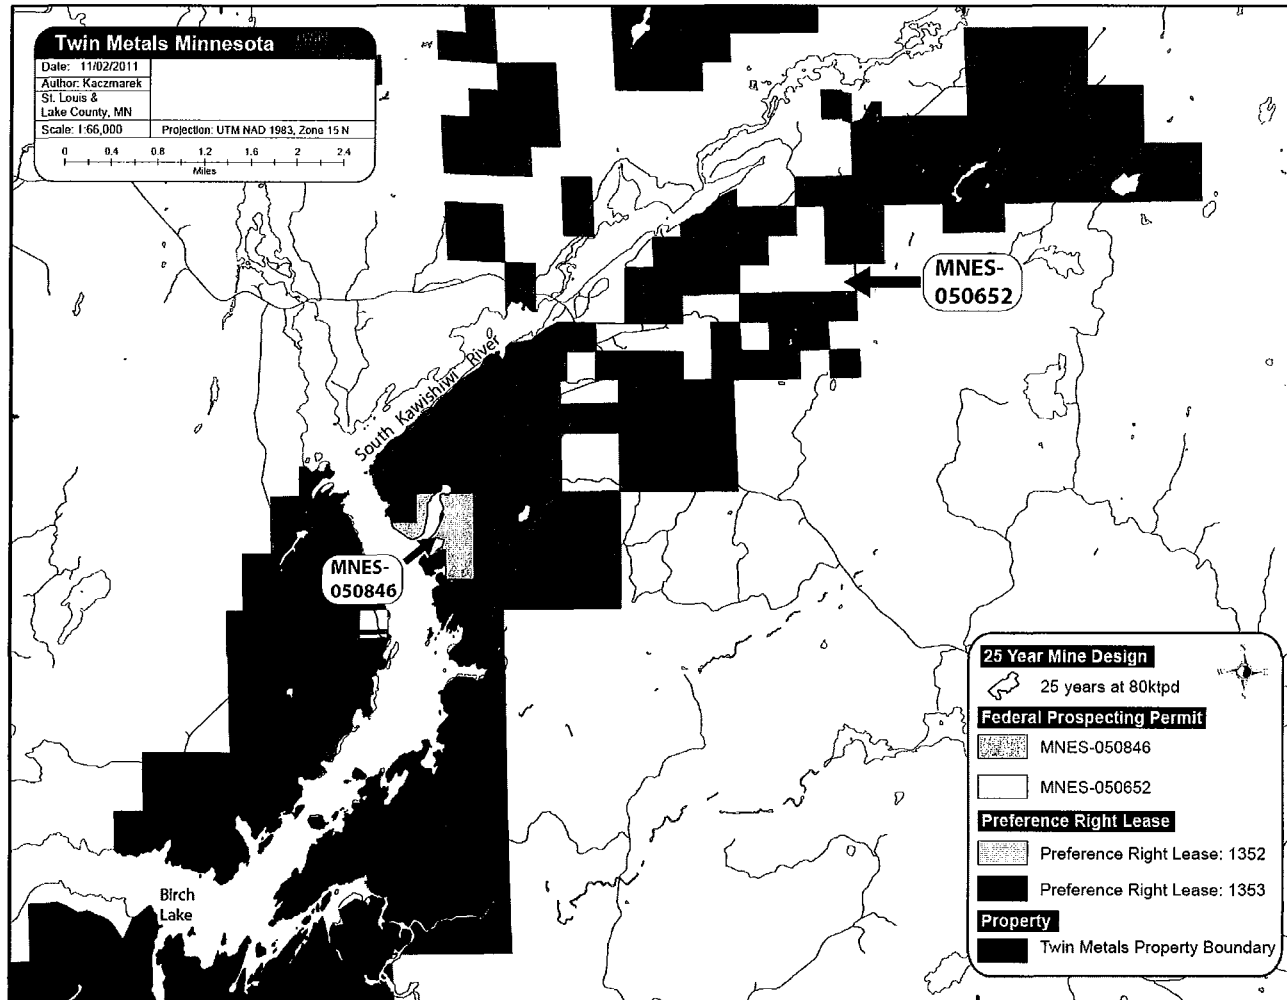 Twin Metals Minnesota
Date: 11/02/2011
Author: Kaczmarek
St. Louis &
Lake County, MN
Scale: 1:66,000
Projection: UTM NAD 1983, Zone 15 N
0 0.4 0.8 1.2 1.6 2 2.4
Miles
MNES-
050652
South Kawishiwi River
MNES-
050846
Birch
Lake
25 Year Mine Design
25 years at 80ktpd
W E
Federal Prospecting Permit
MNES-050846
MNES-050652
Preference Right Lease
Preference Right Lease: 1352
Preference Right Lease: 1353
Property
Twin Metals Property Boundary